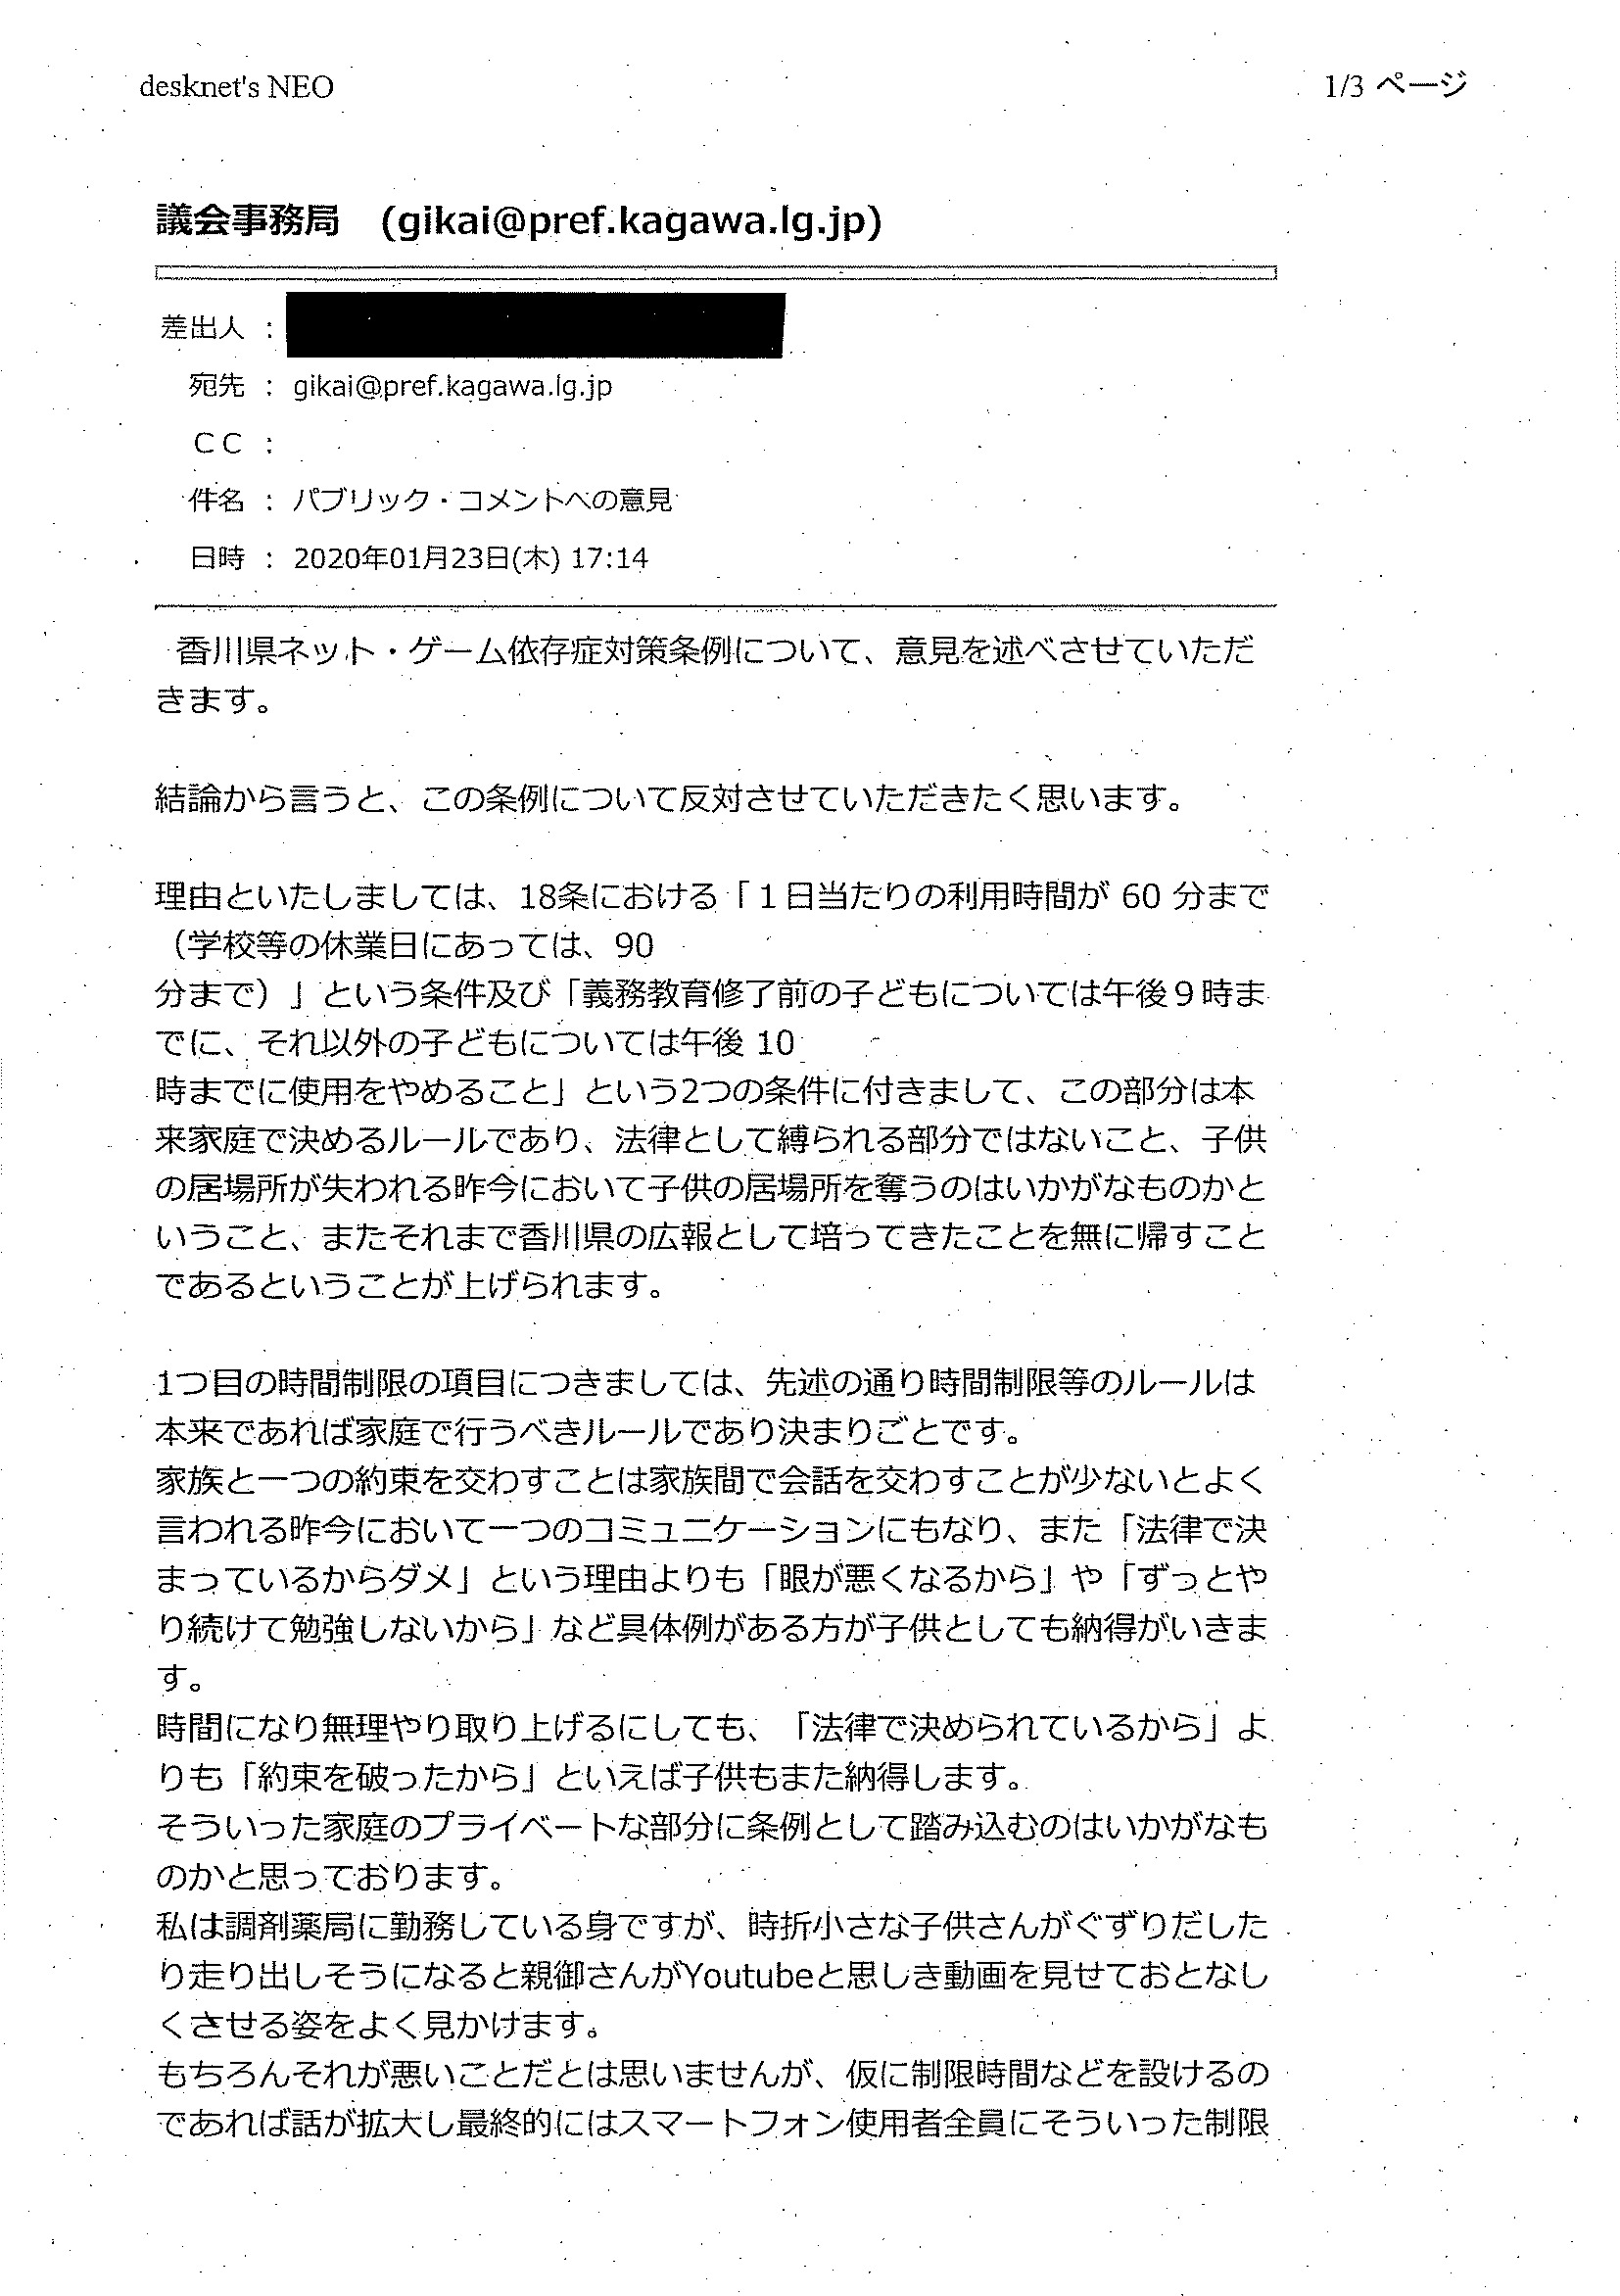 desknet's NEO
1/3 ページ
議会事務局 (gikai@pref.kagawa.lg.jp)
差出人 :
宛先 : gikai@pref.kagawa.lg.jp
ＣＣ :
件名 : パブリック・コメントへの意見
日時 : 2020年01月23日(木) 17:14
香川県ネット・ゲーム依存症対策条例について、意見を述べさせていただ
きます。
結論から言うと、この条例について反対させていただきたく思います。
理由といたしましては、18条における「１日当たりの利用時間が 60 分まで
（学校等の休業日にあっては、90
分まで）」という条件及び「義務教育修了前の子どもについては午後９時ま
でに、それ以外の子どもについては午後 10
時までに使用をやめること」という2つの条件に付きまして、この部分は本
来家庭で決めるルールであり、法律として縛られる部分ではないこと、子供
の居場所が失われる昨今において子供の居場所を奪うのはいかがなものかと
いうこと、またそれまで香川県の広報として培ってきたことを無に帰すこと
であるということが上げられます。
1つ目の時間制限の項目につきましては、先述の通り時間制限等のルールは
本来であれば家庭で行うべきルールであり決まりごとです。
家族と一つの約束を交わすことは家族間で会話を交わすことが少ないとよく
言われる昨今において一つのコミュニケーションにもなり、また「法律で決
まっているからダメ」という理由よりも「眼が悪くなるから」や「ずっとや
り続けて勉強しないから」など具体例がある方が子供としても納得がいきま
す。
時間になり無理やり取り上げるにしても、「法律で決められているから」よ
りも「約束を破ったから」といえば子供もまた納得します。
そういった家庭のプライベートな部分に条例として踏み込むのはいかがなも
のかと思っております。
私は調剤薬局に勤務している身ですが、時折小さな子供さんがぐずりだした
り走り出しそうになると親御さんがYoutubeと思しき動画を見せておとなし
くさせる姿をよく見かけます。
もちろんそれが悪いことだとは思いませんが、仮に制限時間などを設けるの
であれば話が拡大し最終的にはスマートフォン使用者全員にそういった制限